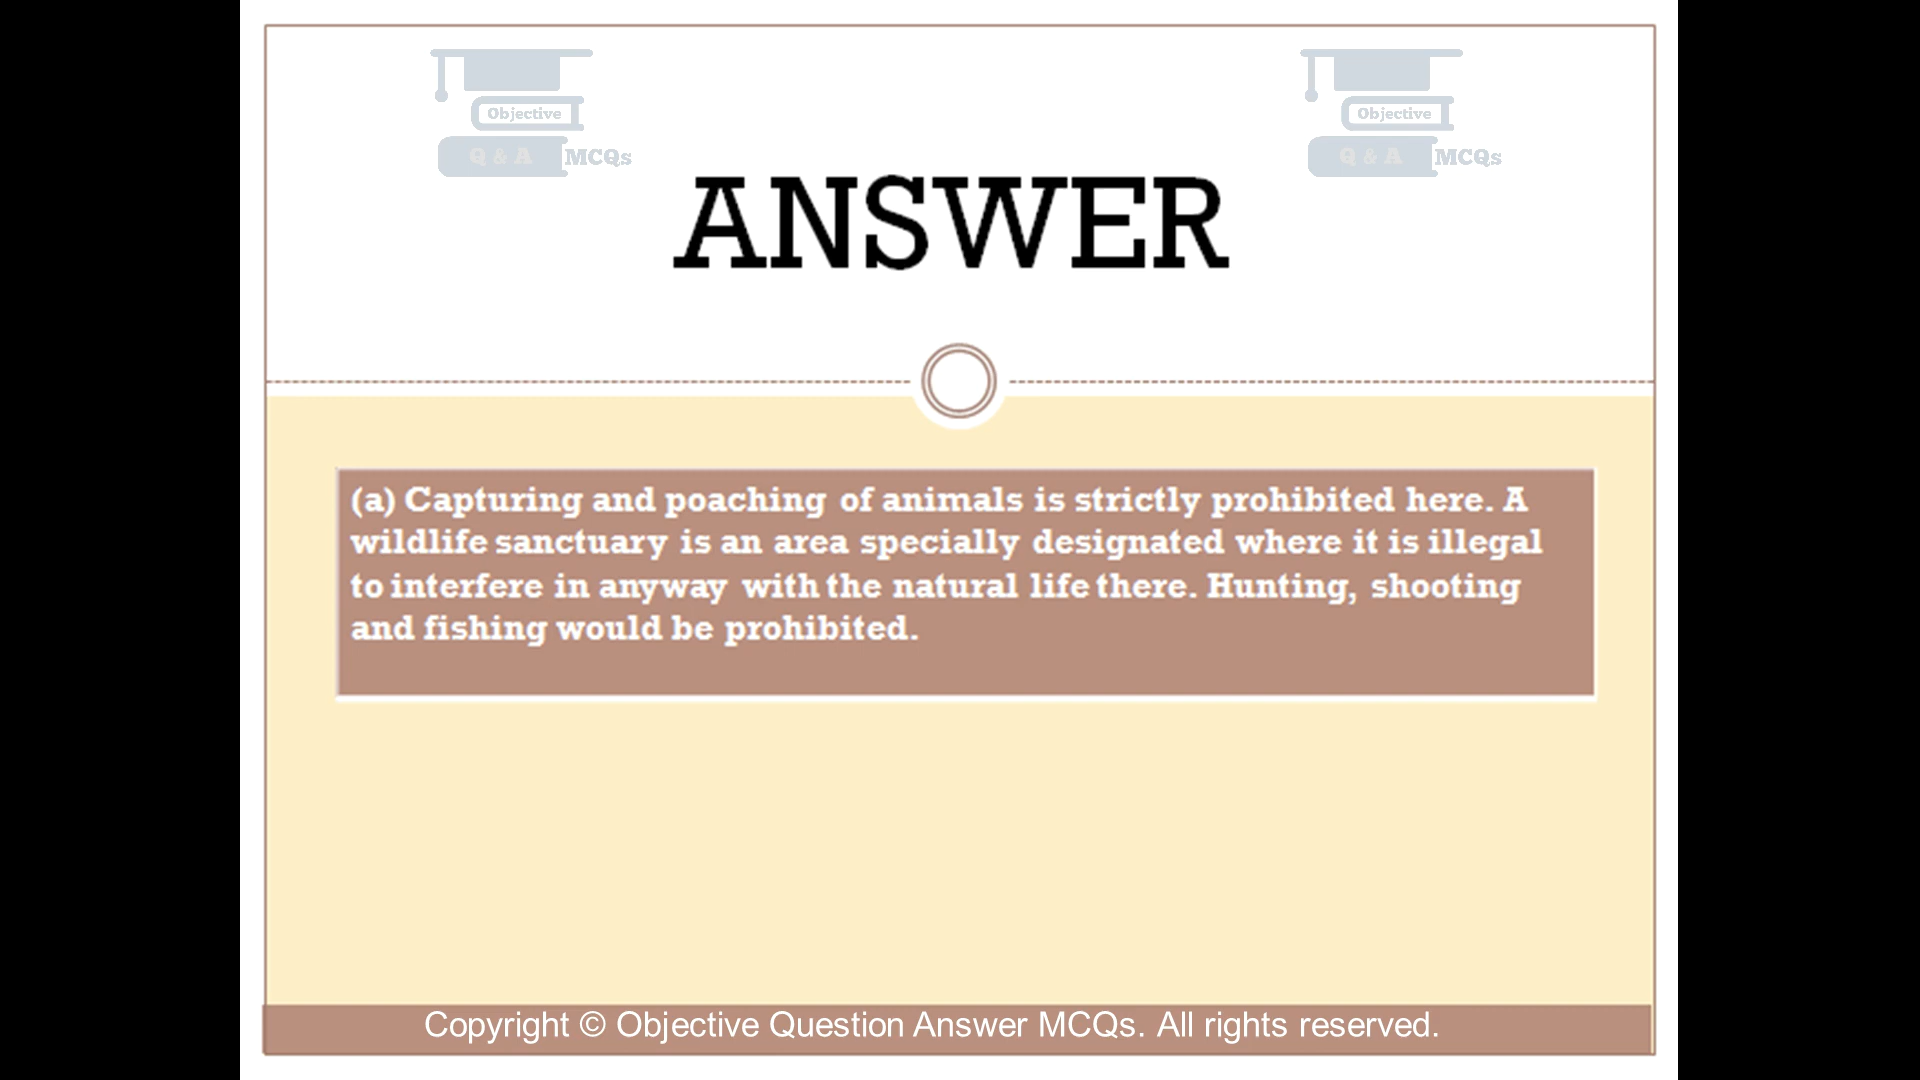 Objective
Q & A MCQs
Objective
Q & A MCQs
ANSWER
(a) Capturing and poaching of animals is strictly prohibited here. A
wildlife sanctuary is an area specially designated where it is illegal
to interfere in anyway with the natural life there. Hunting, shooting
and fishing would be prohibited.
Copyright © Objective Question Answer MCQs. All rights reserved.